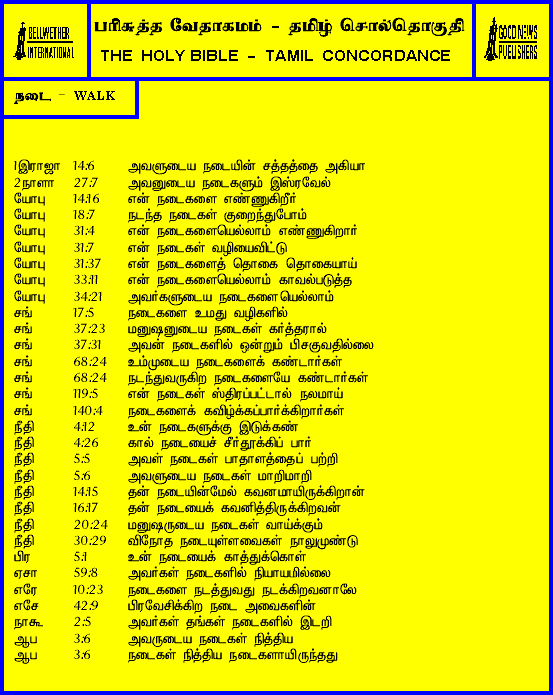 BELLWETHER
INTERNATIONAL
பரிசுத்த வேதாகமம் - தமிழ் சொல்தொகுதி
THE HOLY BIBLE - TAMIL CONCORDANCE
GOOD NEWS
PUBLISHERS
நடை - WALK
1இராஜா 14:6 அவளுடைய நடையின் சத்தத்தை அகியா
2நாளா 27:7 அவனுடைய நடைகளும் இஸ்ரவேல்
யோபு 14:16 என் நடைகளை எண்ணுகிறீர்
யோபு 18:7 நடந்த நடைகள் குறைந்துபோம்
யோபு 31:4 என் நடைகளையெல்லாம் எண்ணுகிறார்
யோபு 31:7 என் நடைகள் வழியைவிட்டு
யோபு 31:37 என் நடைகளைத் தொகை தொகையாய்
யோபு 33:11 என் நடைகளையெல்லாம் காவல்படுத்த
யோபு 34:21 அவர்களுடைய நடைகளையெல்லாம்
சங் 17:5 நடைகளை உமது வழிகளில்
சங் 37:23 மனுஷனுடைய நடைகள் கர்த்தரால்
சங் 37:31 அவன் நடைகளில் ஒன்றும் பிசகுவதில்லை
சங் 68:24 உம்முடைய நடைகளைக் கண்டார்கள்
சங் 68:24 நடந்துவருகிற நடைகளையே கண்டார்கள்
சங் 119:5 என் நடைகள் ஸ்திரப்பட்டால் நலமாய்
சங் 140:4 நடைகளைக் கவிழ்க்கப்பார்க்கிறார்கள்
நீதி 4:12 உன் நடைகளுக்கு இடுக்கண்
நீதி 4:26 கால் நடையைச் சீர்தூக்கிப் பார்
நீதி 5:5 அவள் நடைகள் பாதாளத்தைப் பற்றி
நீதி 5:6 அவளுடைய நடைகள் மாறிமாறி
நீதி 14:15 தன் நடையின்மேல் கவனமாயிருக்கிறான்
நீதி 16:17 தன் நடையைக் கவனித்திருக்கிறவன்
நீதி 20:24 மனுஷருடைய நடைகள் வாய்க்கும்
நீதி 30:29 விநோத நடையுள்ளவைகள் நாலுமுண்டு
பிர 5:1 உன் நடையைக் காத்துக்கொள்
ஏசா 59:8 அவர்கள் நடைகளில் நியாயமில்லை
எரே 10:23 நடைகளை நடத்துவது நடக்கிறவனாலே
எசே 42:9 பிரவேசிக்கிற நடை அவைகளின்
நாகூ 2:5 அவர்கள் தங்கள் நடைகளில் இடறி
ஆப 3:6 அவருடைய நடைகள் நித்திய
ஆப 3:6 நடைகள் நித்திய நடைகளாயிருந்தது